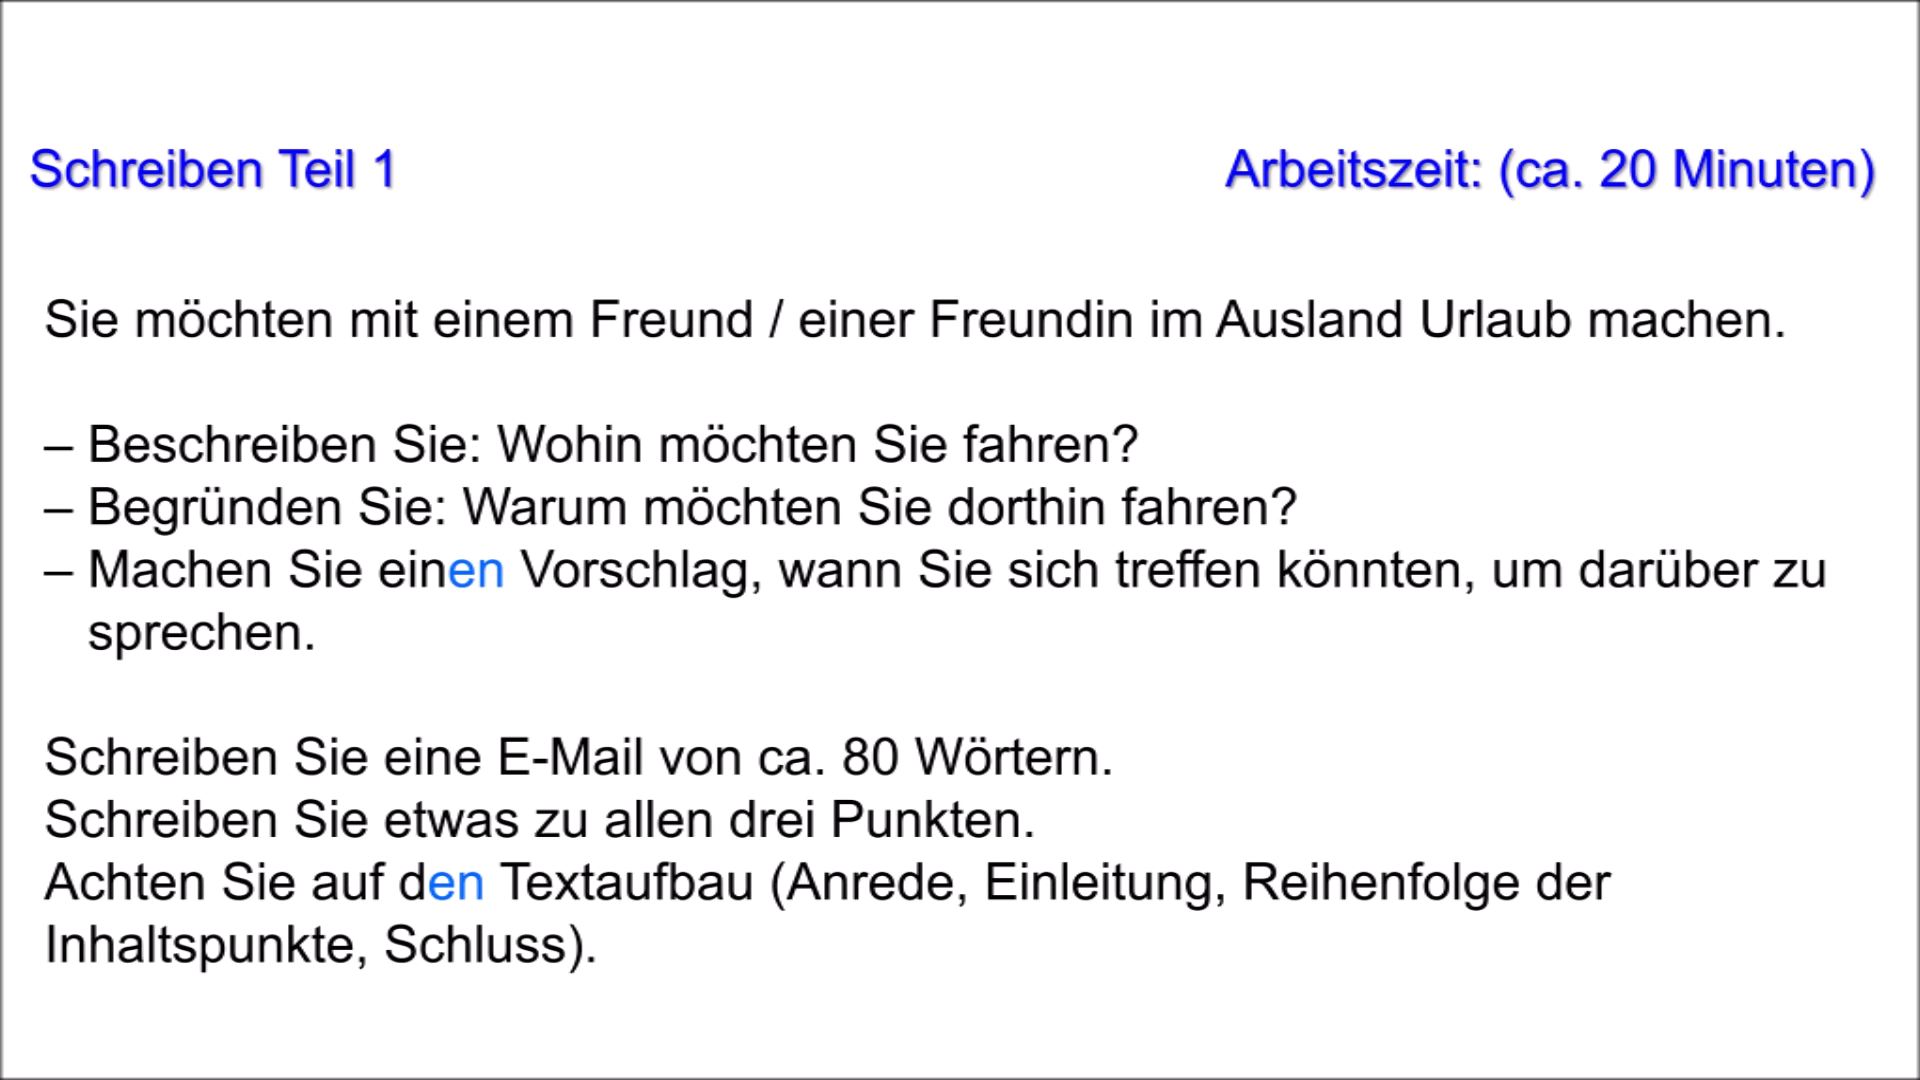 Schreiben Teil 1 Arbeitszeit: (ca. 20 Minuten)
Sie möchten mit einem Freund / einer Freundin im Ausland Urlaub machen.
– Beschreiben Sie: Wohin möchten Sie fahren?
– Begründen Sie: Warum möchten Sie dorthin fahren?
– Machen Sie einen Vorschlag, wann Sie sich treffen könnten, um darüber zu
sprechen.
Schreiben Sie eine E-Mail von ca. 80 Wörtern.
Schreiben Sie etwas zu allen drei Punkten.
Achten Sie auf den Textaufbau (Anrede, Einleitung, Reihenfolge der
Inhaltspunkte, Schluss).